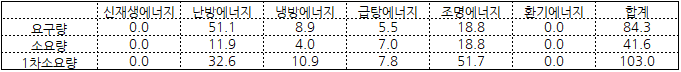 신재생에너지 난방에너지 냉방에너지 급탕에너지 조명에너지 환기에너지 합계
요구량 0.0 51.1 8.9 5.5 18.8 0.0 84.3
소요량 0.0 11.9 4.0 7.0 18.8 0.0 41.6
1차소요량 0.0 32.6 10.9 7.8 51.7 0.0 103.0